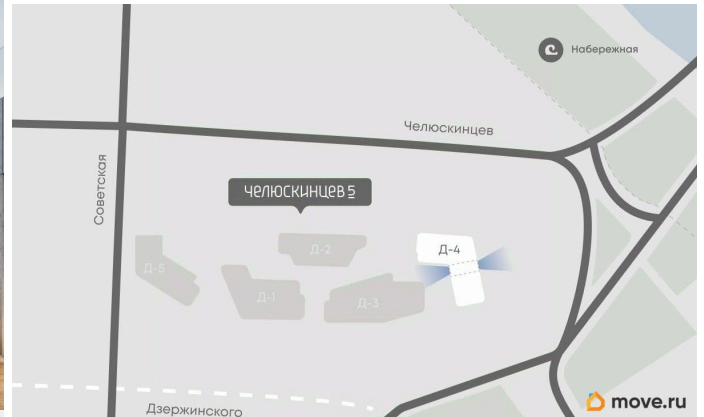 Набережная
Челюскинцев
Советская
челюскинцев 5
Д-2
Д-4
Д-5
Д-1
Д-3
Дзержинского
move.ru